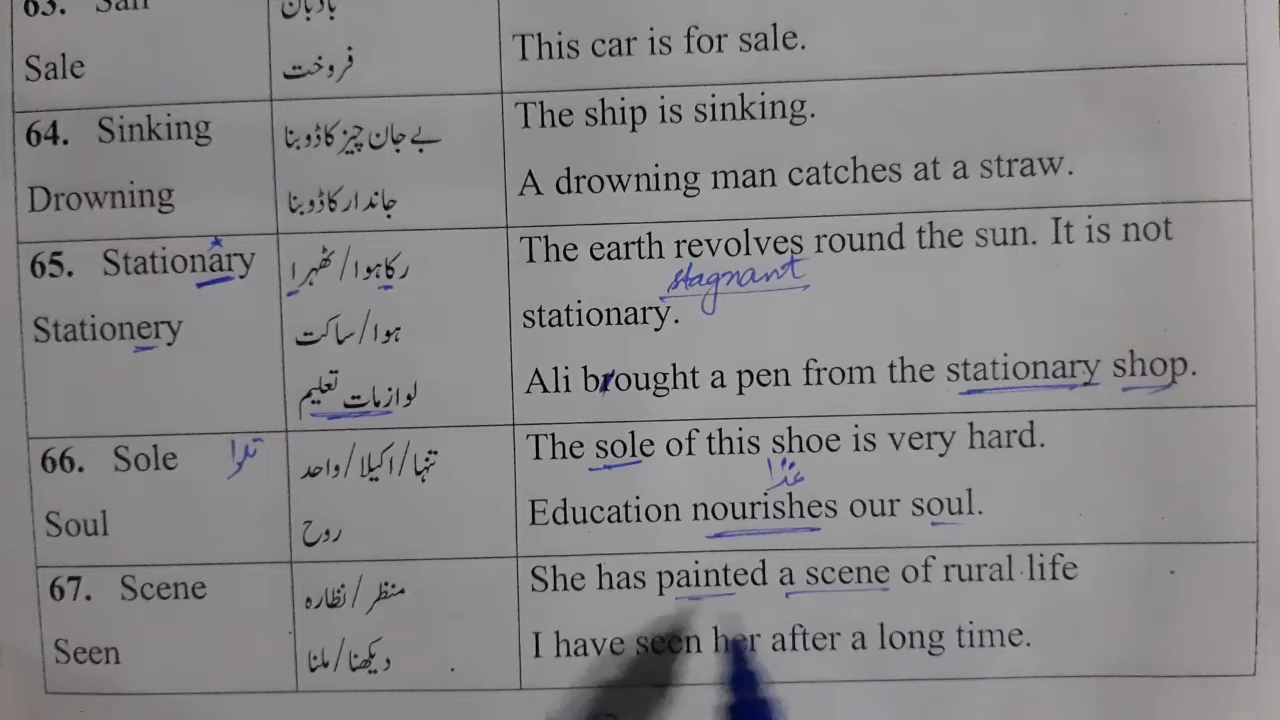 63. Sail بادبان
Sale فروخت This car is for sale.
64. Sinking بے جان چیز کا ڈوبنا The ship is sinking.
Drowning جاندار کا ڈوبنا A drowning man catches at a straw.
65. Stationary رکا ہوا/ٹھہرا The earth revolves round the sun. It is not
stagnant
Stationery ہوا/ساکت stationary.
لوازمات تعلیم Ali brought a pen from the stationary shop.
66. Sole تلوا تنہا/اکیلا/واحد The sole of this shoe is very hard.
غذا
Soul روح Education nourishes our soul.
67. Scene منظر/نظارہ She has painted a scene of rural life
Seen دیکھنا/ملنا I have seen her after a long time.